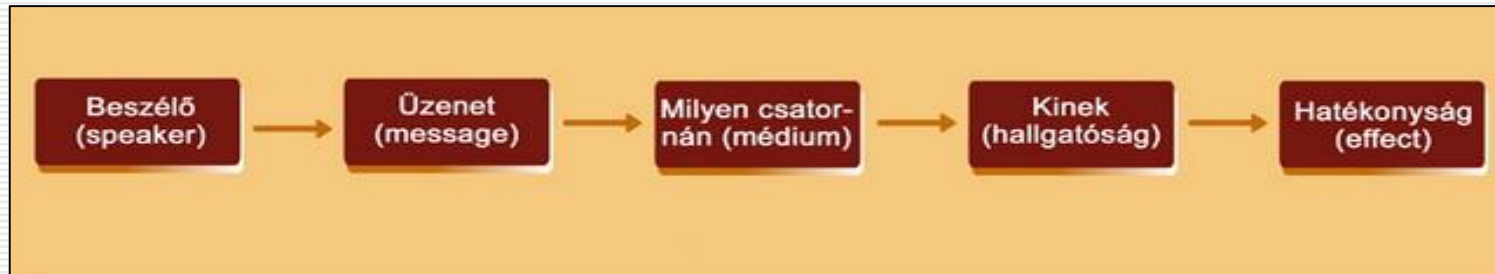 Beszélő
(speaker)
Üzenet
(message)
Milyen csator-
nán (médium)
Kinek
(hallgatóság)
Hatékonyság
(effect)